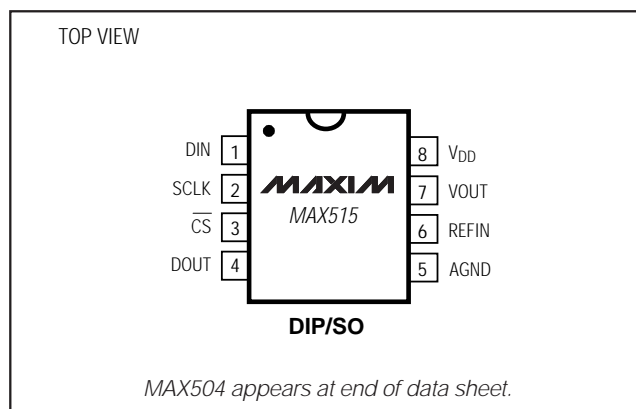 TOP VIEW
DIN 1
SCLK 2
C̅S̅ 3
DOUT 4
MAXIM
MAX515
8 VDD
7 VOUT
6 REFIN
5 AGND
DIP/SO
MAX504 appears at end of data sheet.